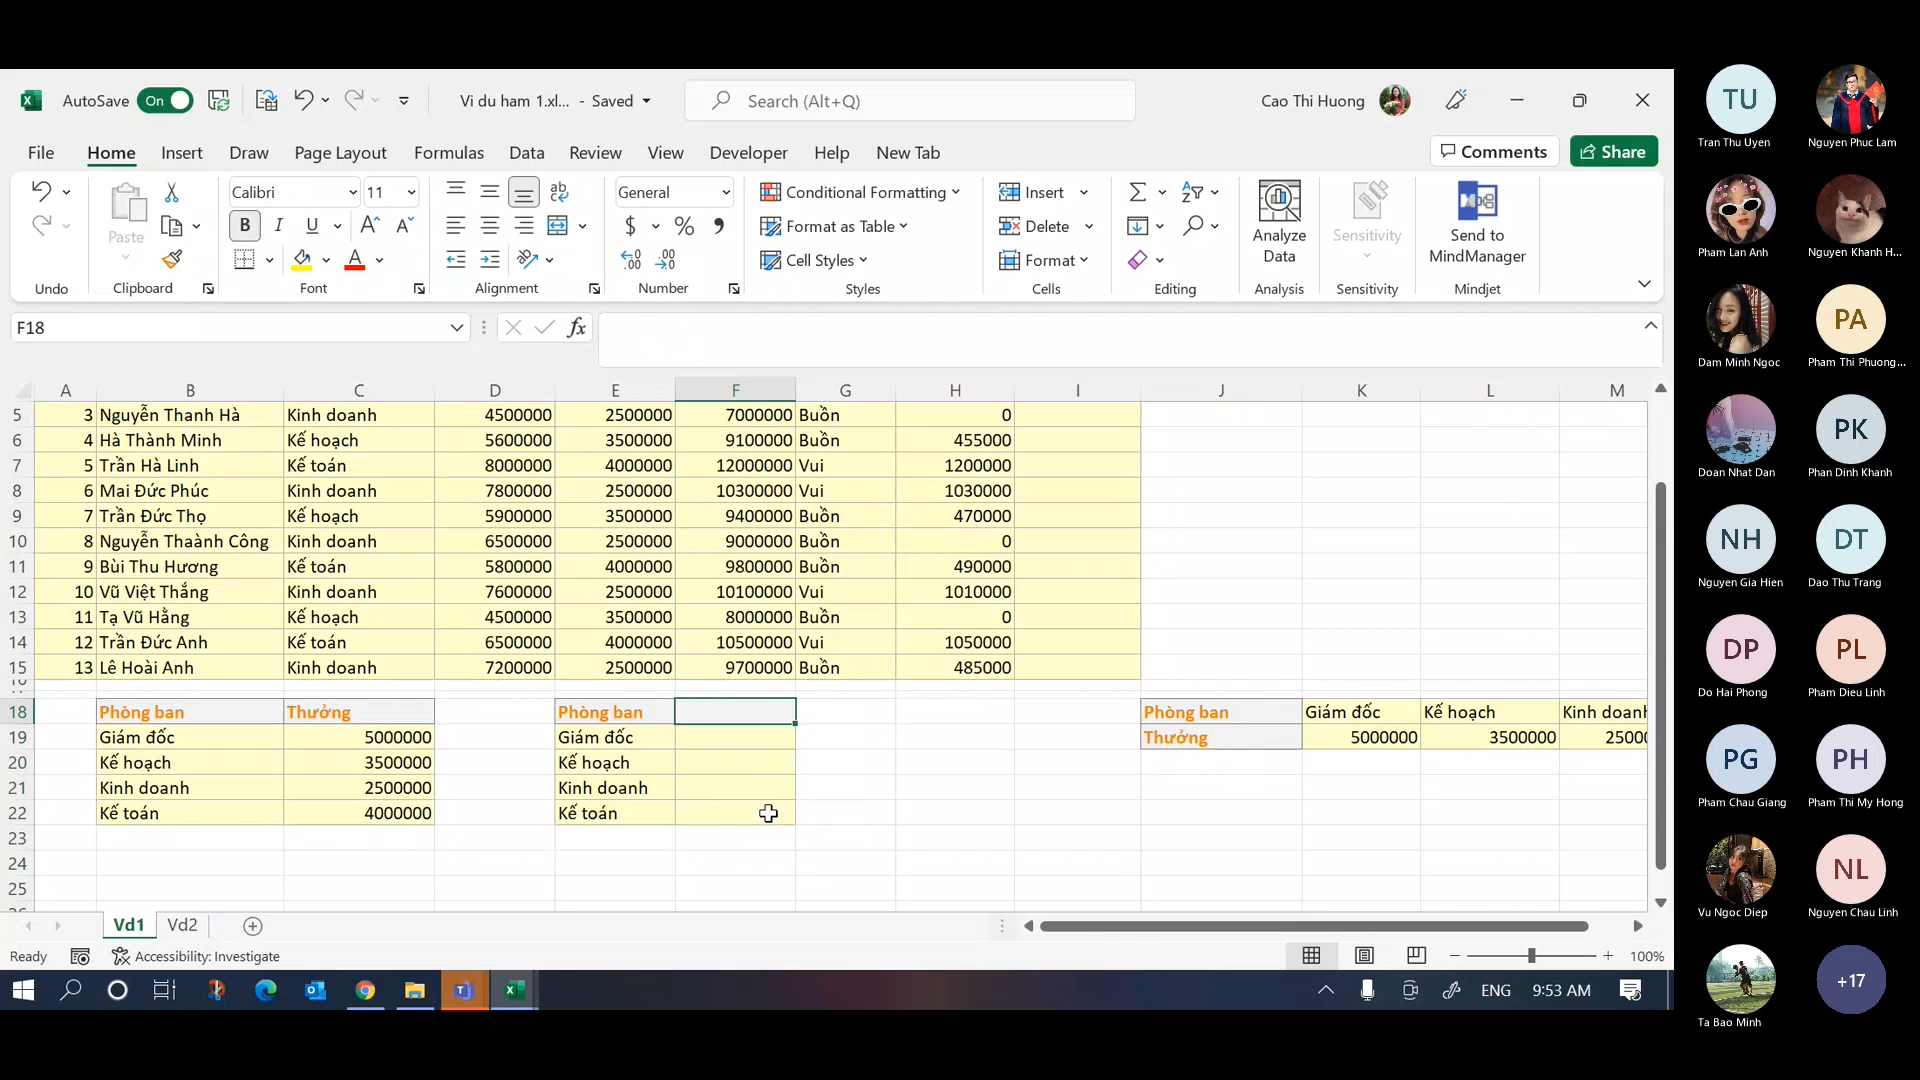 AutoSave On Vi du ham 1.xl... - Saved Search (Alt+Q) Cao Thi Huong
File Home Insert Draw Page Layout Formulas Data Review View Developer Help New Tab Comments Share
Calibri 11 General Conditional Formatting Insert
Paste B I U $ % Format as Table Delete Analyze Data Sensitivity Send to MindManager
Cell Styles Format
Undo Clipboard Font Alignment Number Styles Cells Editing Analysis Sensitivity Mindjet
F18 fx
A B C D E F G H I J K L M
5 3 Nguyễn Thanh Hà Kinh doanh 4500000 2500000 7000000 Buồn 0
6 4 Hà Thành Minh Kế hoạch 5600000 3500000 9100000 Buồn 455000
7 5 Trần Hà Linh Kế toán 8000000 4000000 12000000 Vui 1200000
8 6 Mai Đức Phúc Kinh doanh 7800000 2500000 10300000 Vui 1030000
9 7 Trần Đức Thọ Kế hoạch 5900000 3500000 9400000 Buồn 470000
10 8 Nguyễn Thaành Công Kinh doanh 6500000 2500000 9000000 Buồn 0
11 9 Bùi Thu Hương Kế toán 5800000 4000000 9800000 Buồn 490000
12 10 Vũ Việt Thắng Kinh doanh 7600000 2500000 10100000 Vui 1010000
13 11 Tạ Vũ Hằng Kế hoạch 4500000 3500000 8000000 Buồn 0
14 12 Trần Đức Anh Kế toán 6500000 4000000 10500000 Vui 1050000
15 13 Lê Hoài Anh Kinh doanh 7200000 2500000 9700000 Buồn 485000
18 Phòng ban Thưởng Phòng ban Phòng ban Giám đốc Kế hoạch Kinh doanh
19 Giám đốc 5000000 Giám đốc Thưởng 5000000 3500000 25000
20 Kế hoạch 3500000 Kế hoạch
21 Kinh doanh 2500000 Kinh doanh
22 Kế toán 4000000 Kế toán
23
24
25
Vd1 Vd2
Ready Accessibility: Investigate 100%
ENG 9:53 AM
TU
Tran Thu Uyen Nguyen Phuc Lam
Pham Lan Anh Nguyen Khanh H...
PA
Dam Minh Ngoc Pham Thi Phuong...
PK
Doan Nhat Dan Phan Dinh Khanh
NH DT
Nguyen Gia Hien Dao Thu Trang
DP PL
Do Hai Phong Pham Dieu Linh
PG PH
Pham Chau Giang Pham Thi My Hong
NL
Vu Ngoc Diep Nguyen Chau Linh
+17
Ta Bao Minh